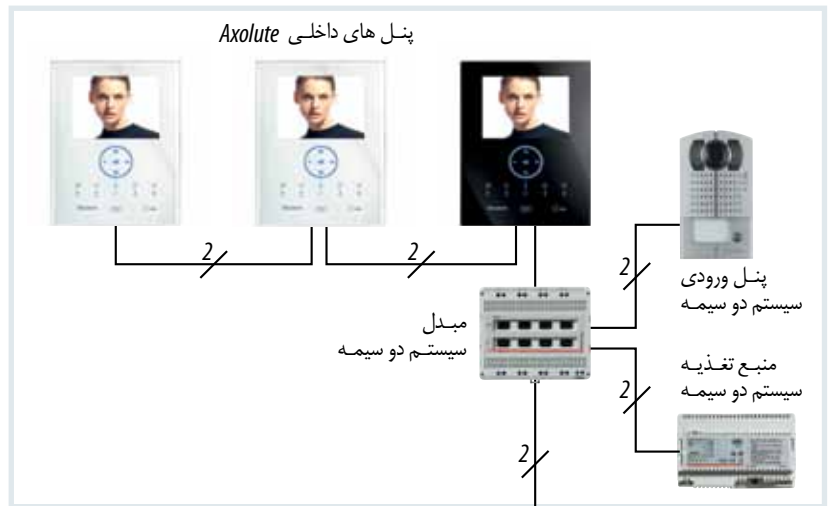 پنل های داخلی Axolute
2
2
2
پنل ورودی
سیستم دو سیمه
مبدل
سیستم دو سیمه
منبع تغذیه
سیستم دو سیمه
2
2